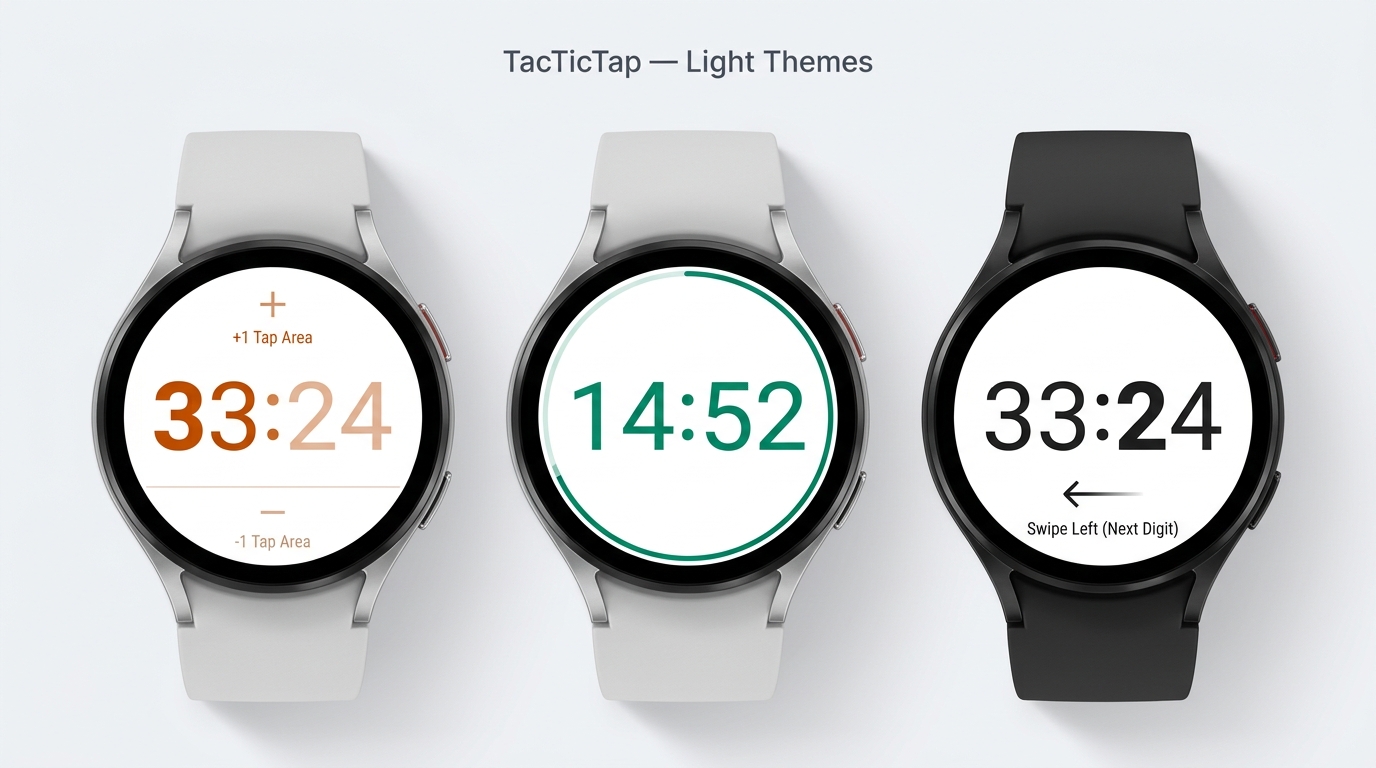 TacTicTap — Light Themes
+
+1 Tap Area
33:24
−
-1 Tap Area
14:52
33:24
Swipe Left (Next Digit)